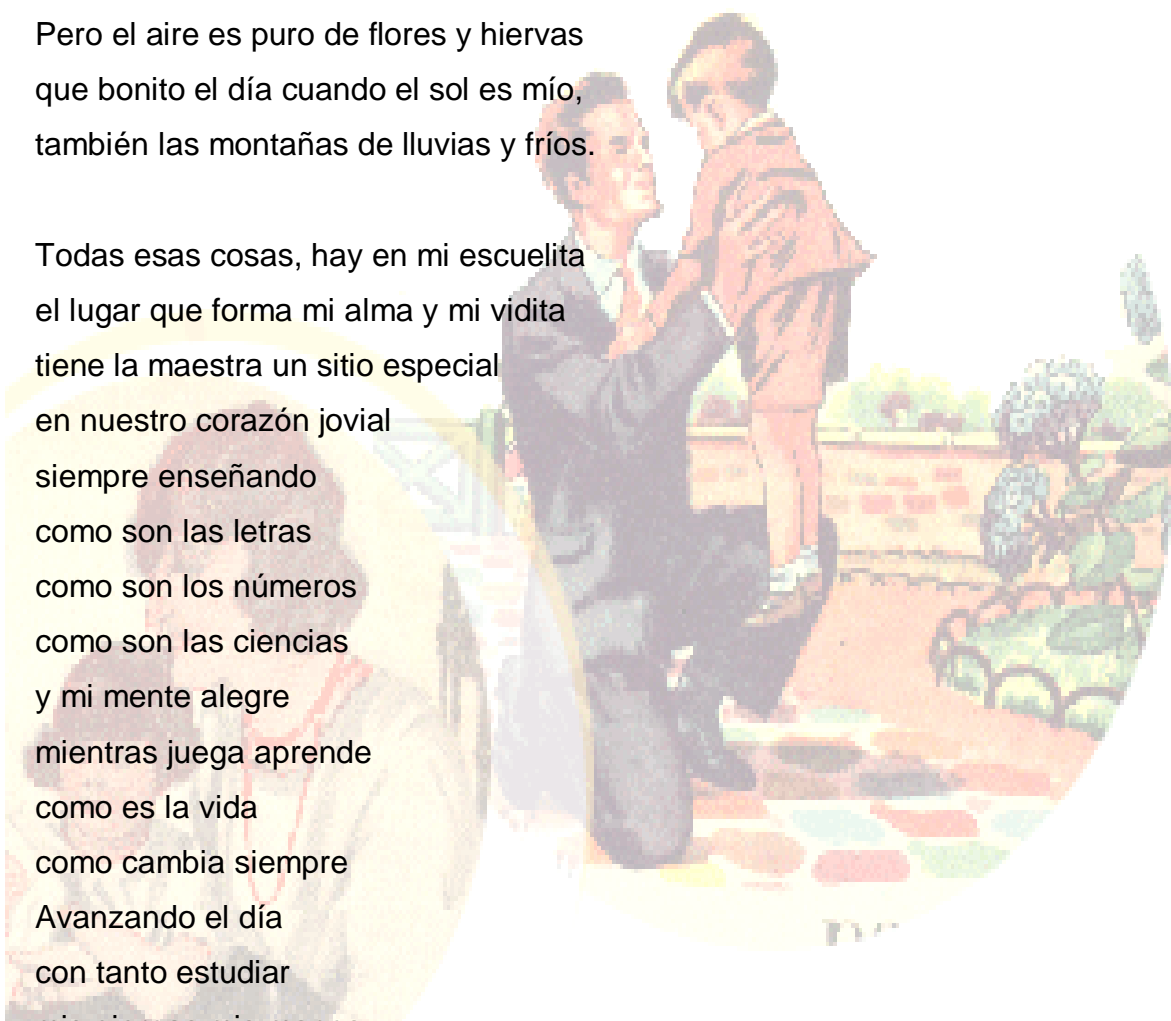 Pero el aire es puro de flores y hiervas
que bonito el día cuando el sol es mío,
también las montañas de lluvias y fríos.
Todas esas cosas, hay en mi escuelita
el lugar que forma mi alma y mi vidita
tiene la maestra un sitio especial
en nuestro corazón jovial
siempre enseñando
como son las letras
como son los números
como son las ciencias
y mi mente alegre
mientras juega aprende
como es la vida
como cambia siempre
Avanzando el día
con tanto estudiar